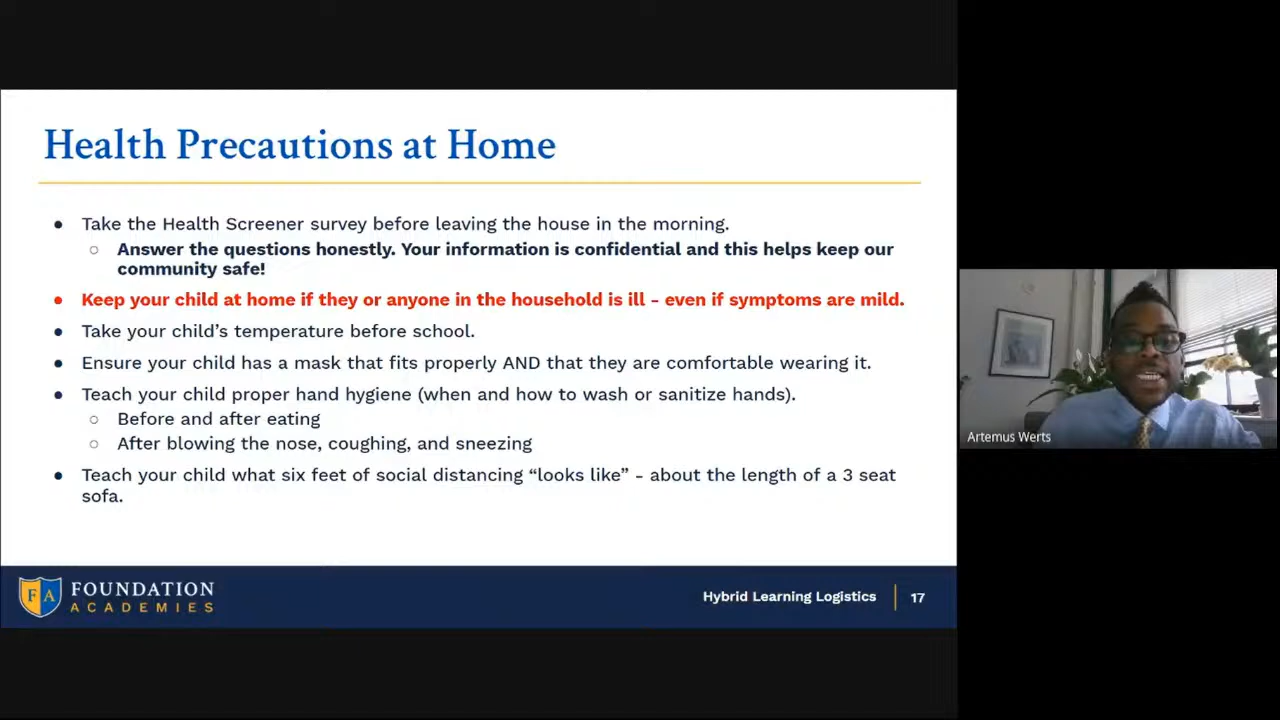 Health Precautions at Home
● Take the Health Screener survey before leaving the house in the morning.
○ Answer the questions honestly. Your information is confidential and this helps keep our
community safe!
● Keep your child at home if they or anyone in the household is ill - even if symptoms are mild.
● Take your child's temperature before school.
● Ensure your child has a mask that fits properly AND that they are comfortable wearing it.
● Teach your child proper hand hygiene (when and how to wash or sanitize hands).
○ Before and after eating
○ After blowing the nose, coughing, and sneezing
● Teach your child what six feet of social distancing “looks like” - about the length of a 3 seat
sofa.
Artemus Werts
FA
FOUNDATION
ACADEMIES
Hybrid Learning Logistics
17